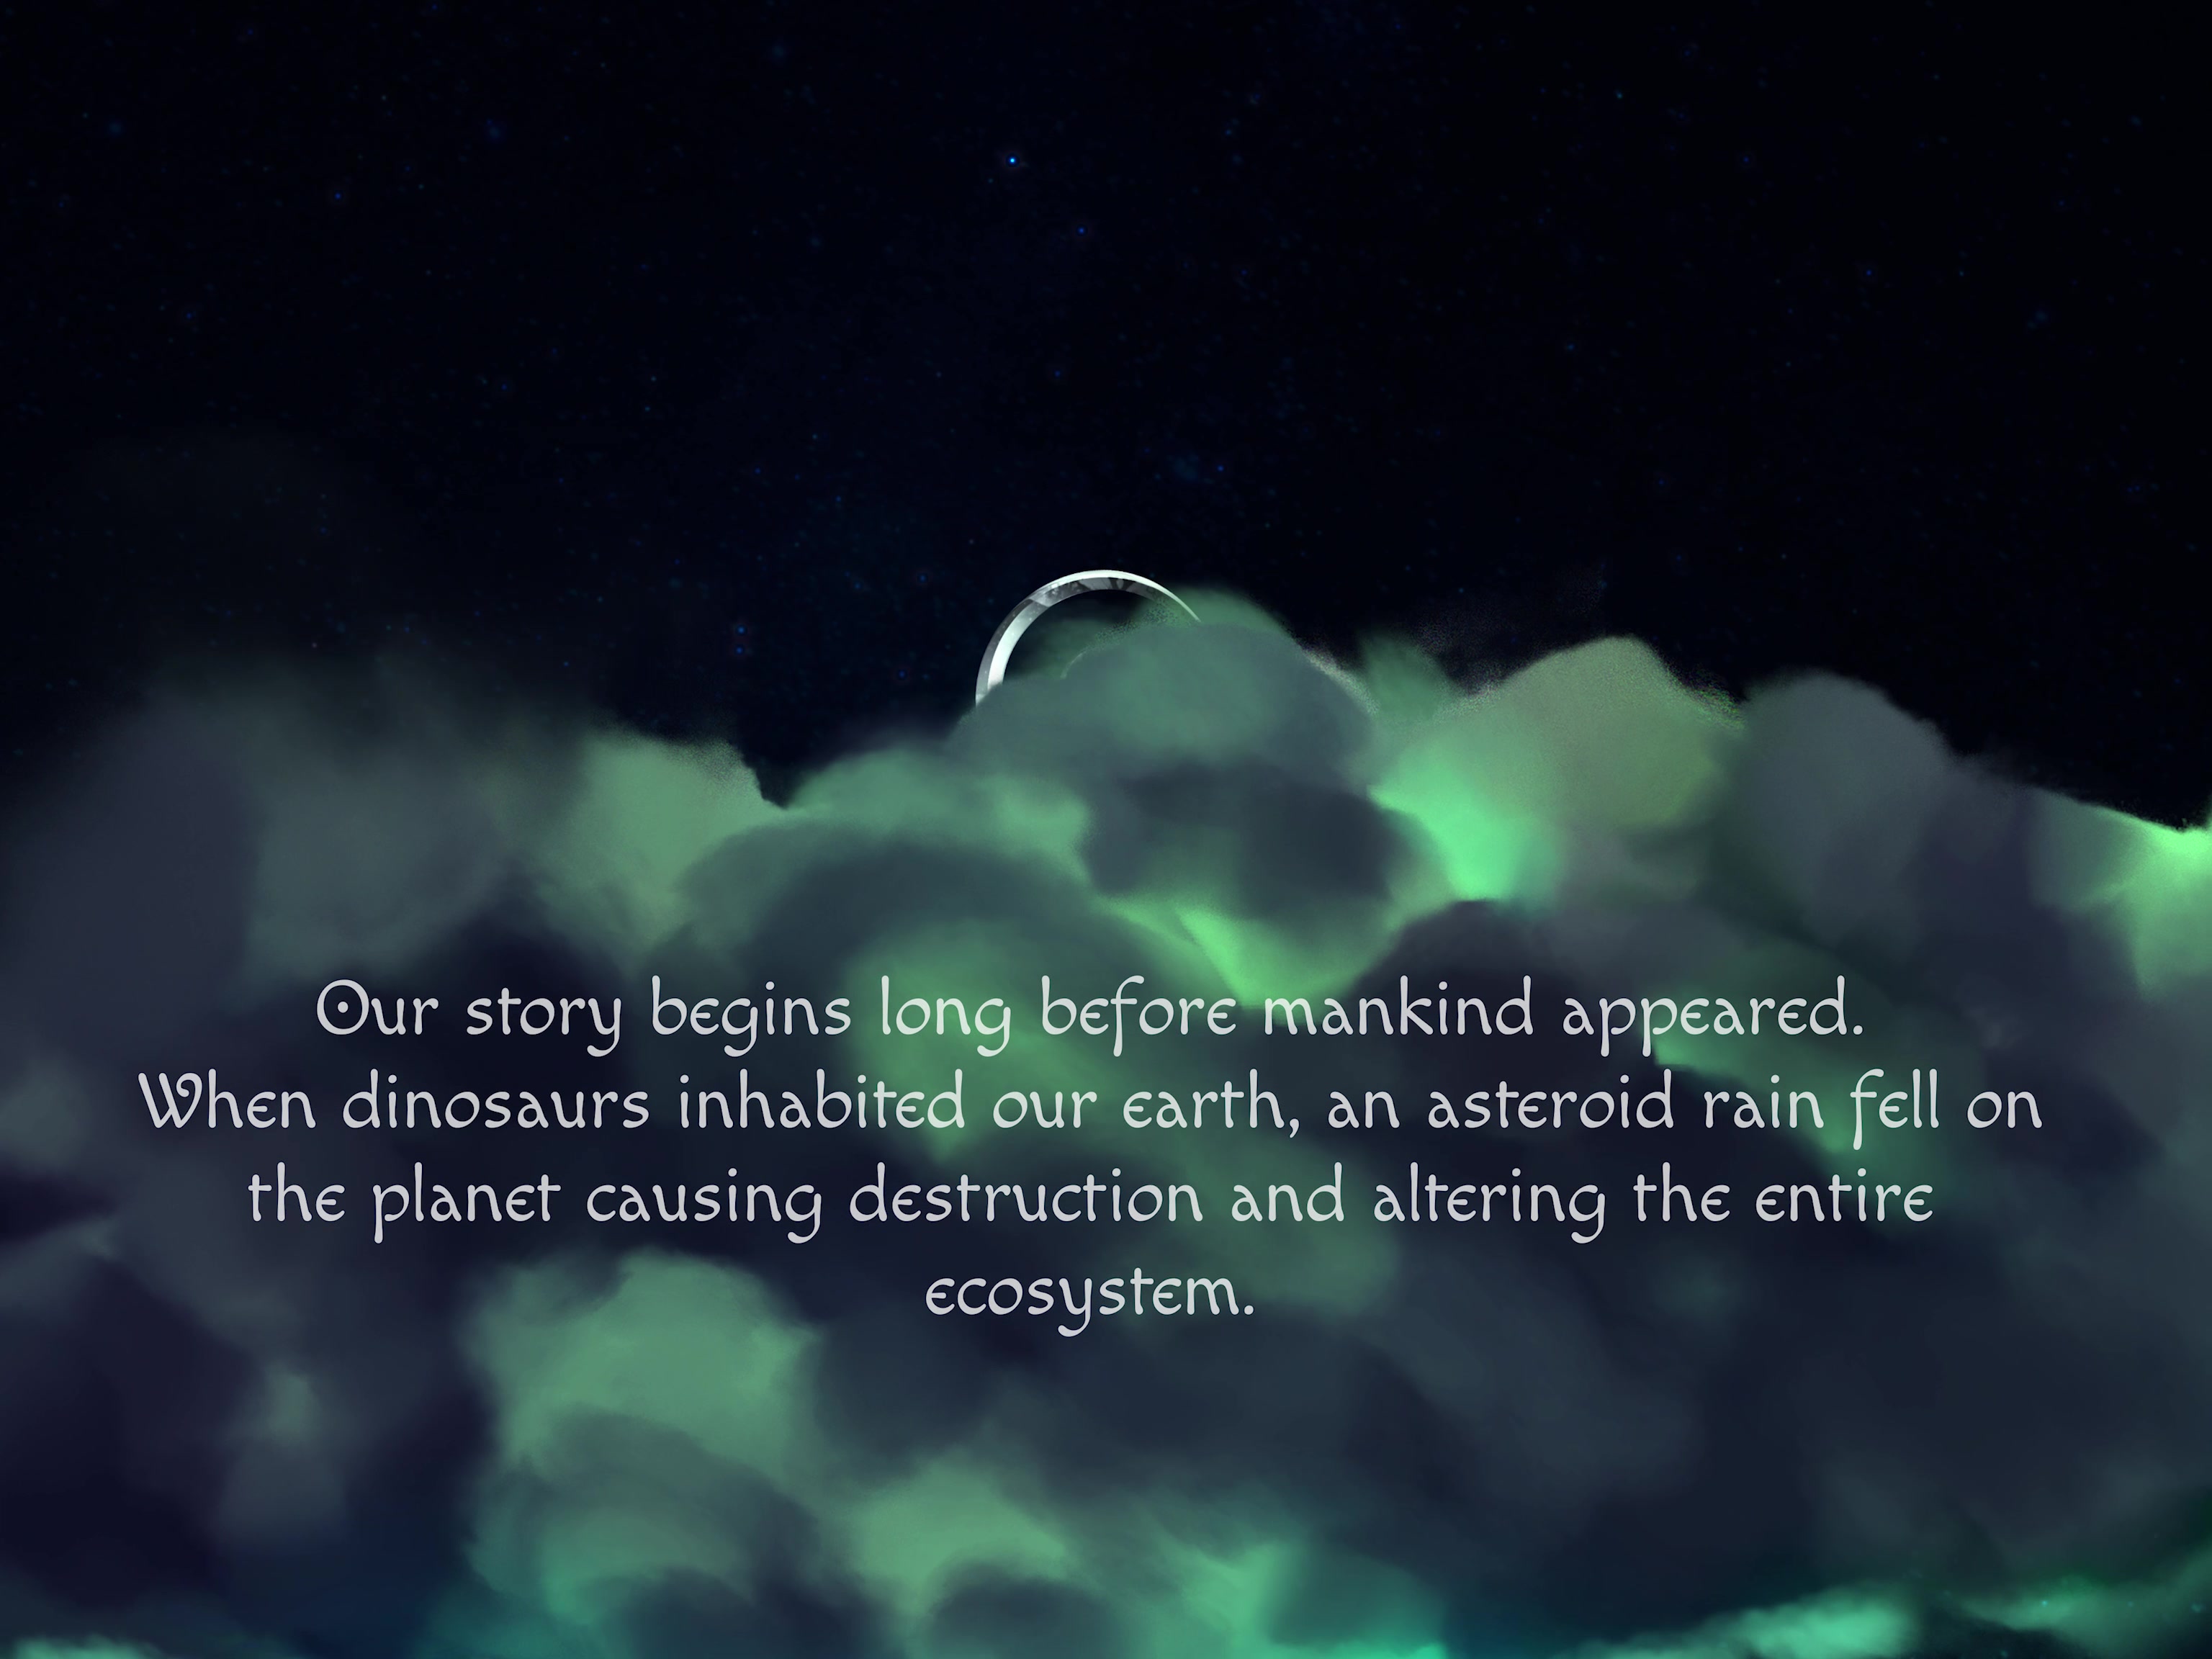 Our story begins long before mankind appeared.
When dinosaurs inhabited our earth, an asteroid rain fell on
the planet causing destruction and altering the entire
ecosystem.